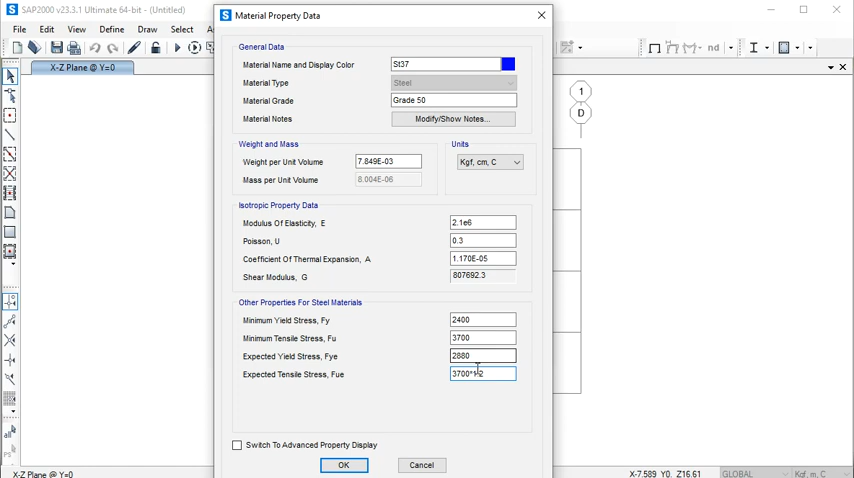 SAP2000 v23.3.1 Ultimate 64-bit - (Untitled)
File Edit View Define Draw Select
X-Z Plane @ Y=0
Material Property Data
General Data
Material Name and Display Color St37
Material Type Steel
Material Grade Grade 50
Material Notes Modify/Show Notes...
Weight and Mass
Weight per Unit Volume 7.849E-03
Mass per Unit Volume 8.004E-06
Units
Kgf, cm, C
Isotropic Property Data
Modulus Of Elasticity, E 2.1e6
Poisson, U 0.3
Coefficient Of Thermal Expansion, A 1.170E-05
Shear Modulus, G 807692.3
Other Properties For Steel Materials
Minimum Yield Stress, Fy 2400
Minimum Tensile Stress, Fu 3700
Expected Yield Stress, Fye 2880
Expected Tensile Stress, Fue
Switch To Advanced Property Display
OK Cancel
nd
1
D
all
PS
X-Z Plane @ Y=0
X-7.589 Y0. Z16.61
GLOBAL
Kgf, m, C